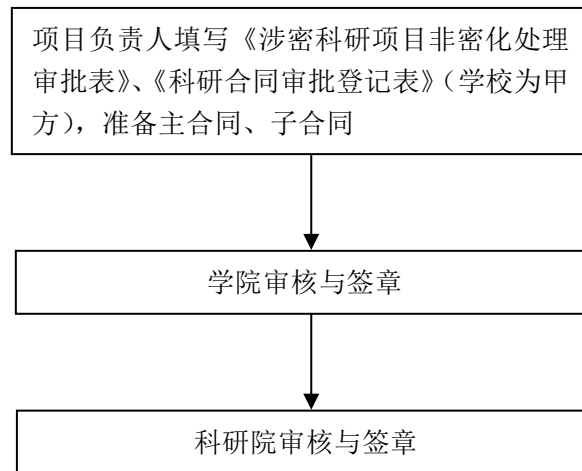 项目负责人填写《涉密科研项目非密化处理
审批表》、《科研合同审批登记表》（学校为甲
方），准备主合同、子合同
学院审核与签章
科研院审核与签章